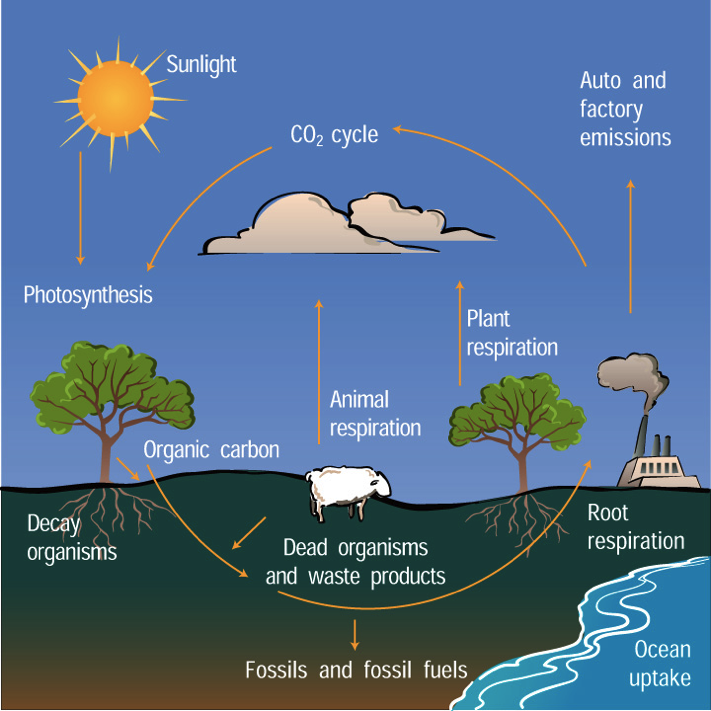 Sunlight
Auto and
factory
emissions
CO₂ cycle
Photosynthesis
Plant
respiration
Animal
respiration
Organic carbon
Decay
organisms
Dead organisms
and waste products
Root
respiration
Ocean
uptake
Fossils and fossil fuels